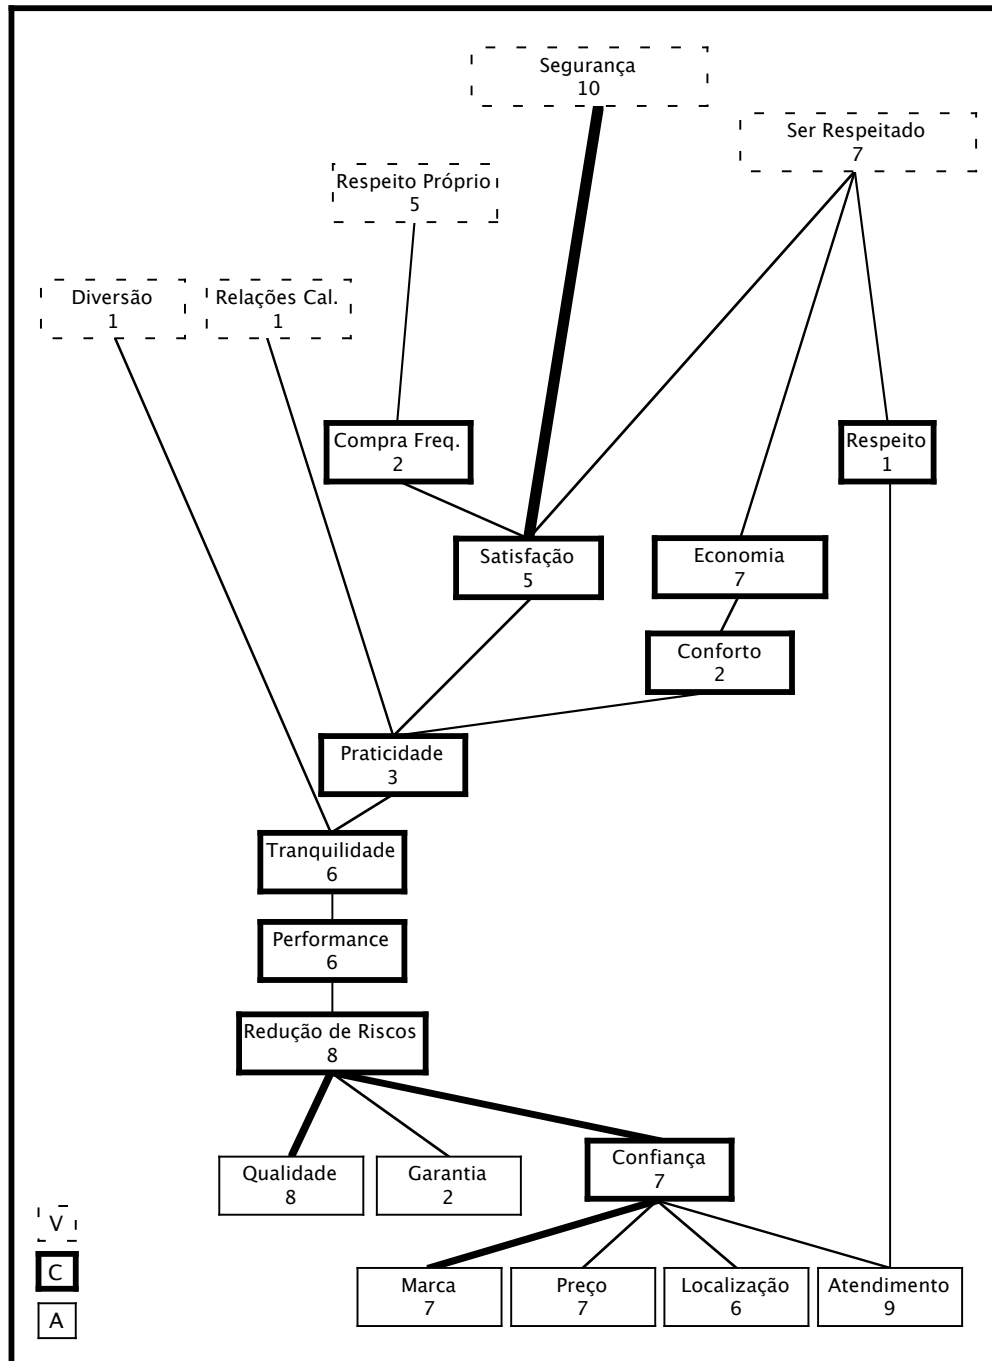 Segurança
10
Ser Respeitado
7
Respeito Próprio
5
Diversão
1
Relações Cal.
1
Compra Freq.
2
Respeito
1
Satisfação
5
Economia
7
Conforto
2
Praticidade
3
Tranquilidade
6
Performance
6
Redução de Riscos
8
Qualidade
8
Garantia
2
Confiança
7
V
C
A
Marca
7
Preço
7
Localização
6
Atendimento
9